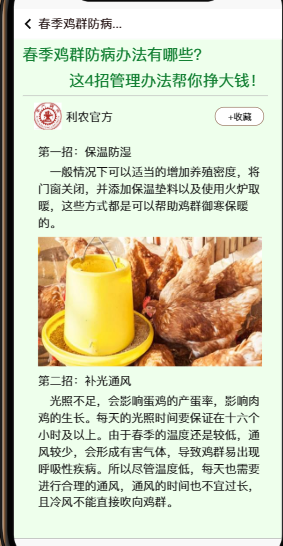 春季鸡群防病...
春季鸡群防病办法有哪些?
这4招管理办法帮你挣大钱!
利农官方
+收藏
第一招：保温防湿
一般情况下可以适当的增加养殖密度，将
门窗关闭，并添加保温垫料以及使用火炉取
暖，这些方式都是可以帮助鸡群御寒保暖
的。
第二招：补光通风
光照不足，会影响蛋鸡的产蛋率，影响肉
鸡的生长。每天的光照时间要保证在十六个
小时及以上。由于春季的温度还是较低，通
风较少，会形成有害气体，导致鸡群易出现
呼吸性疾病。所以尽管温度低，每天也需要
进行合理的通风，通风的时间也不宜过长，
且冷风不能直接吹向鸡群。